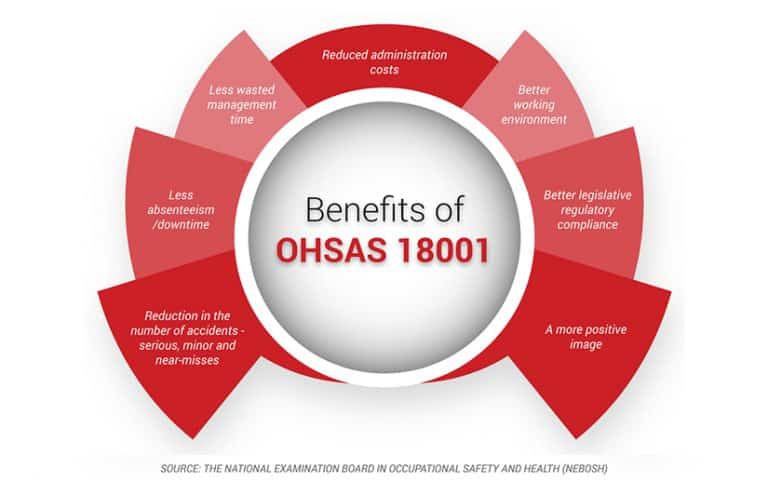 Reduced administration
costs
Less wasted
management
time
Better
working
environment
Less
absenteeism
/downtime
Better legislative
regulatory
compliance
Benefits of
OHSAS 18001
Reduction in the
number of accidents -
serious, minor and
near-misses
A more positive
image
SOURCE: THE NATIONAL EXAMINATION BOARD IN OCCUPATIONAL SAFETY AND HEALTH (NEBOSH)